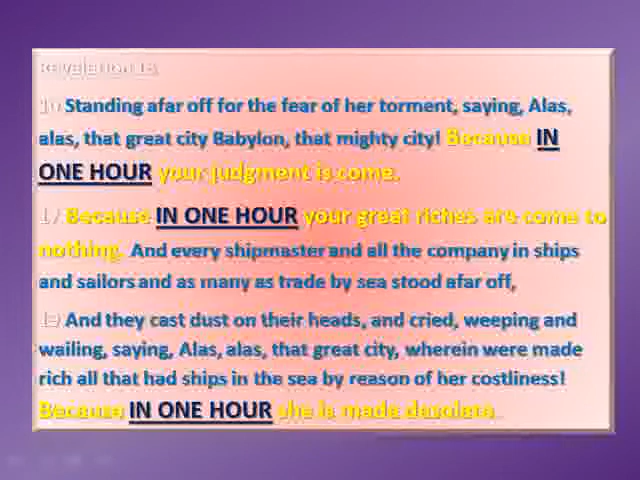 REVELATION 18
10 Standing afar off for the fear of her torment, saying, Alas,
alas, that great city Babylon, that mighty city! Because IN
ONE HOUR your judgment is come.
17 Because IN ONE HOUR your great riches are come to
nothing. And every shipmaster and all the company in ships
and sailors and as many as trade by sea stood afar off,
19 And they cast dust on their heads, and cried, weeping and
wailing, saying, Alas, alas, that great city, wherein were made
rich all that had ships in the sea by reason of her costliness!
Because IN ONE HOUR she is made desolate.